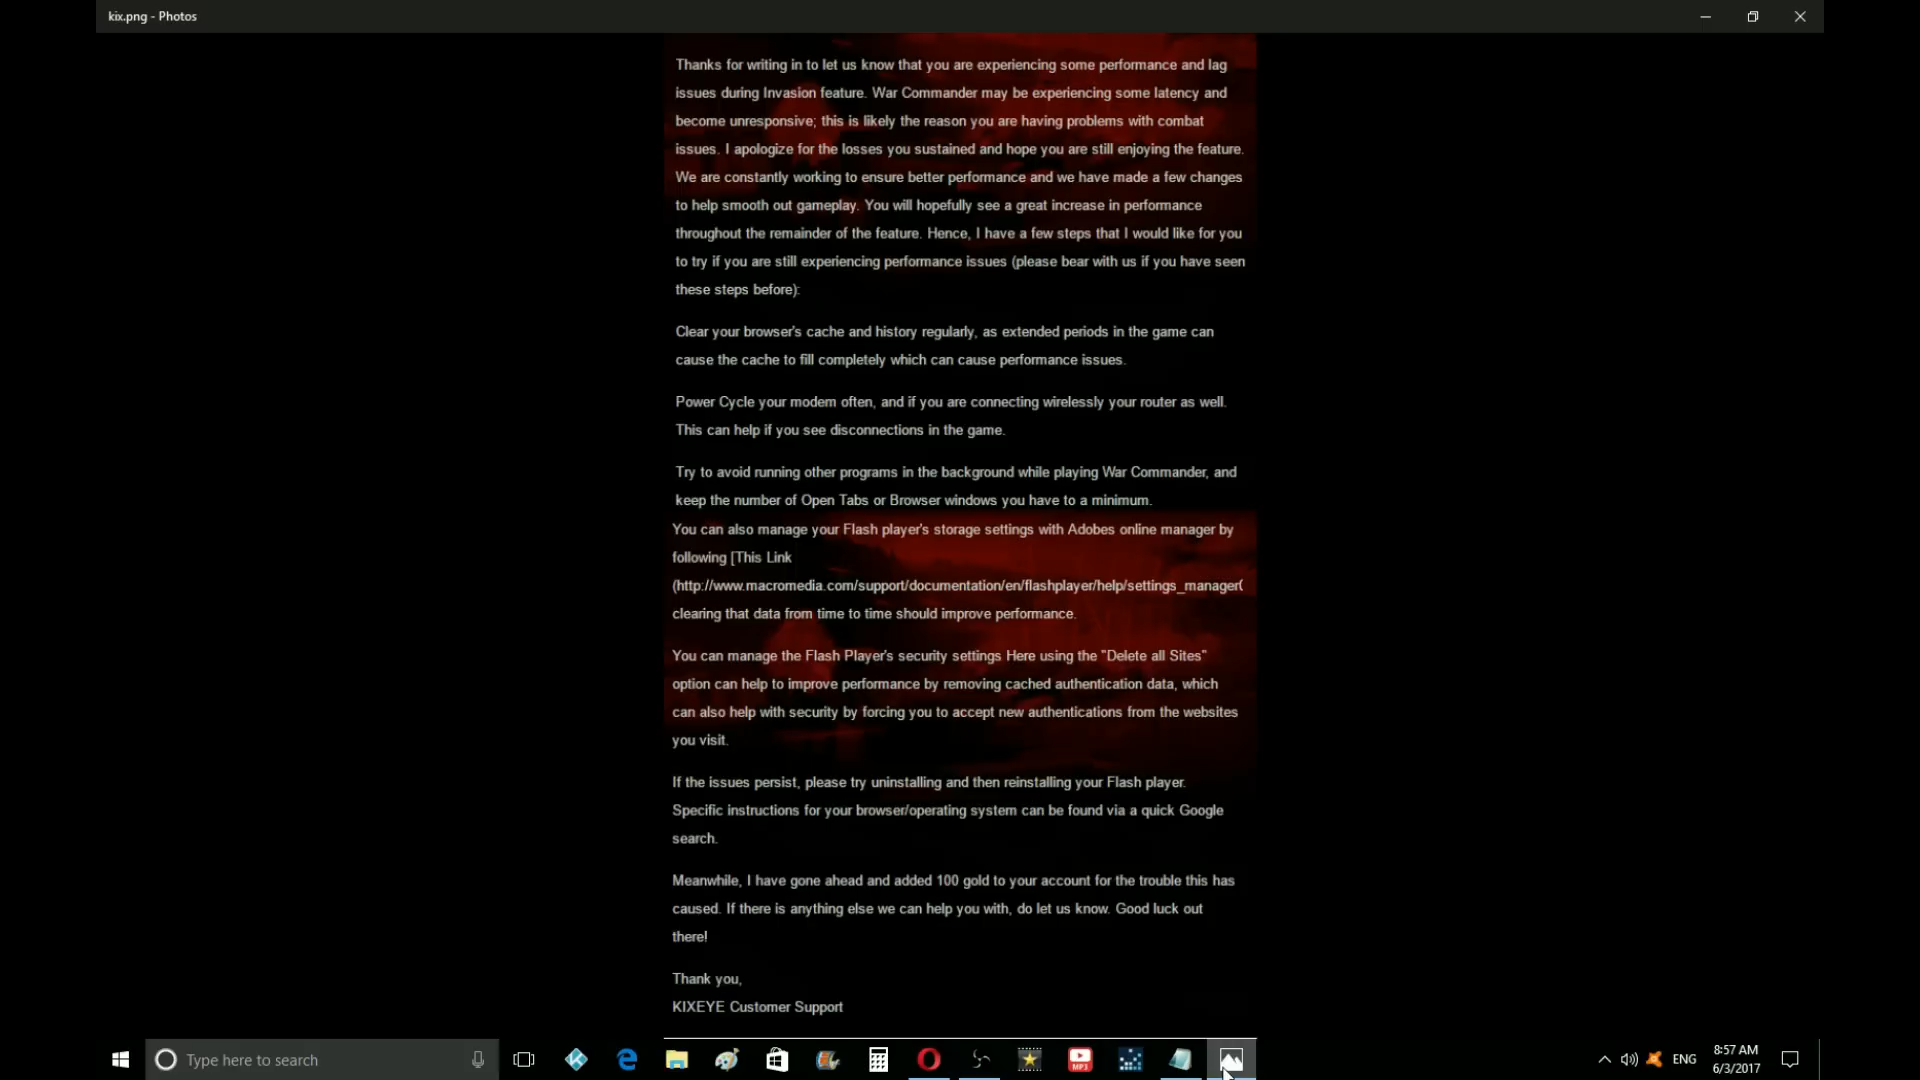 kix.png - Photos
Thanks for writing in to let us know that you are experiencing some performance and lag
issues during Invasion feature. War Commander may be experiencing some latency and
become unresponsive; this is likely the reason you are having problems with combat
issues. I apologize for the losses you sustained and hope you are still enjoying the feature.
We are constantly working to ensure better performance and we have made a few changes
to help smooth out gameplay. You will hopefully see a great increase in performance
throughout the remainder of the feature. Hence, I have a few steps that I would like for you
to try if you are still experiencing performance issues (please bear with us if you have seen
these steps before):
Clear your browser's cache and history regularly, as extended periods in the game can
cause the cache to fill completely which can cause performance issues.
Power Cycle your modem often, and if you are connecting wirelessly your router as well.
This can help if you see disconnections in the game.
Try to avoid running other programs in the background while playing War Commander, and
keep the number of Open Tabs or Browser windows you have to a minimum.
You can also manage your Flash player's storage settings with Adobes online manager by
following [This Link
(http://www.macromedia.com/support/documentation/en/flashplayer/help/settings_manager(
clearing that data from time to time should improve performance.
You can manage the Flash Player's security settings Here using the "Delete all Sites"
option can help to improve performance by removing cached authentication data, which
can also help with security by forcing you to accept new authentications from the websites
you visit.
If the issues persist, please try uninstalling and then reinstalling your Flash player.
Specific instructions for your browser/operating system can be found via a quick Google
search.
Meanwhile, I have gone ahead and added 100 gold to your account for the trouble this has
caused. If there is anything else we can help you with, do let us know. Good luck out
there!
Thank you,
KIXEYE Customer Support
Type here to search
MP3
ENG
8:57 AM
6/3/2017